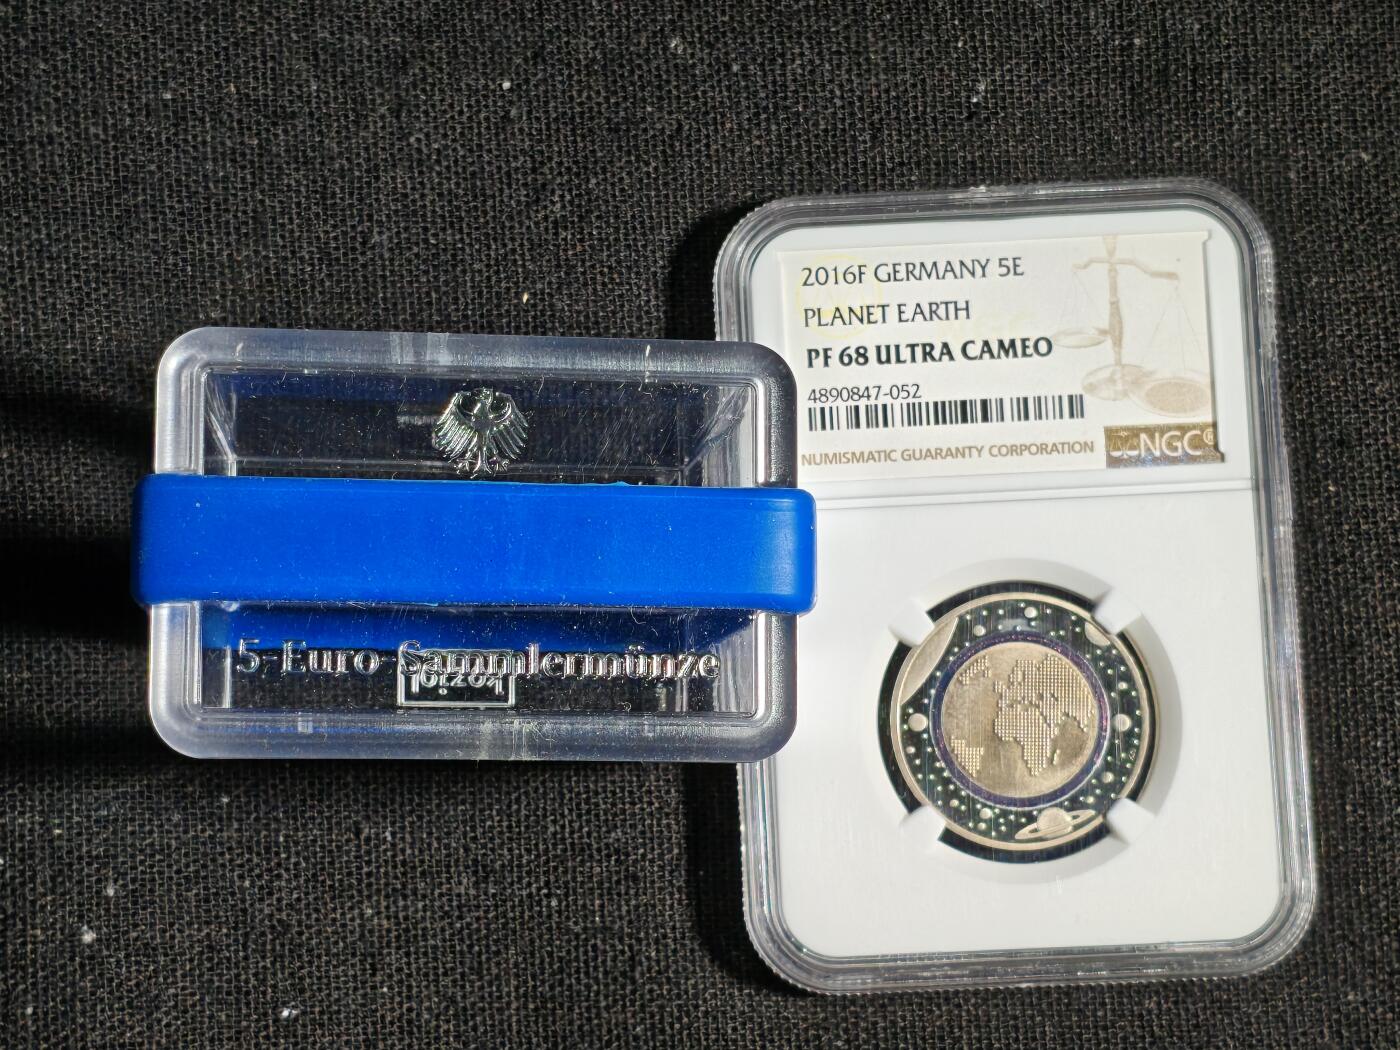 2016F GERMANY 5E
PLANET EARTH
PF 68 ULTRA CAMEO
4890847-052
NUMISMATIC GUARANTY CORPORATION
NGC®
5-Euro-Sammlermünze